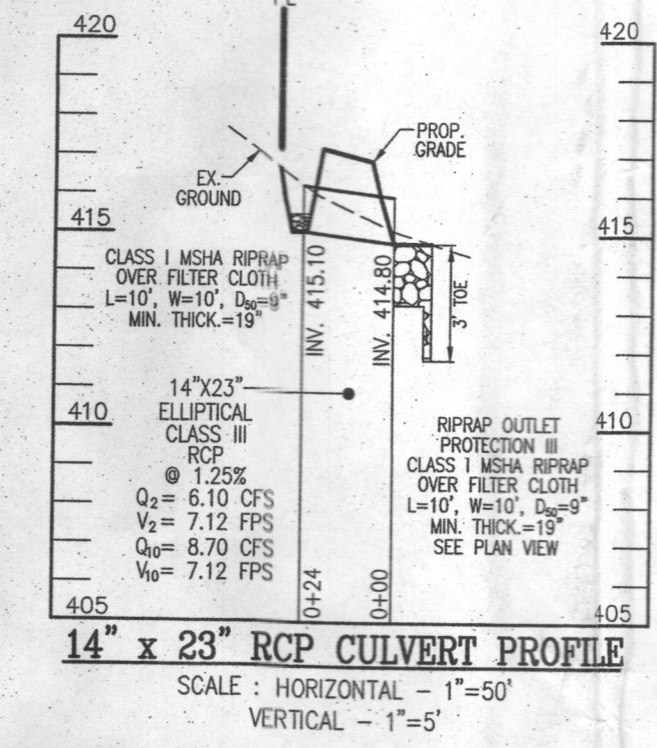 420
420
PROP.
GRADE
EX.
GROUND
415
415
CLASS I MSHA RIPRAP
OVER FILTER CLOTH
L=10', W=10', D50=9"
MIN. THICK.=19"
INV. 415.10
INV. 414.80
3' TOE
14"X23"
ELLIPTICAL
CLASS III
RCP
@ 1.25%
Q2= 6.10 CFS
V2= 7.12 FPS
Q10= 8.70 CFS
V10= 7.12 FPS
410
410
RIPRAP OUTLET
PROTECTION III
CLASS I MSHA RIPRAP
OVER FILTER CLOTH
L=10', W=10', D50=9"
MIN. THICK.=19"
SEE PLAN VIEW
0+24
0+00
405
405
14" x 23" RCP CULVERT PROFILE
SCALE : HORIZONTAL - 1"=50'
VERTICAL - 1"=5'